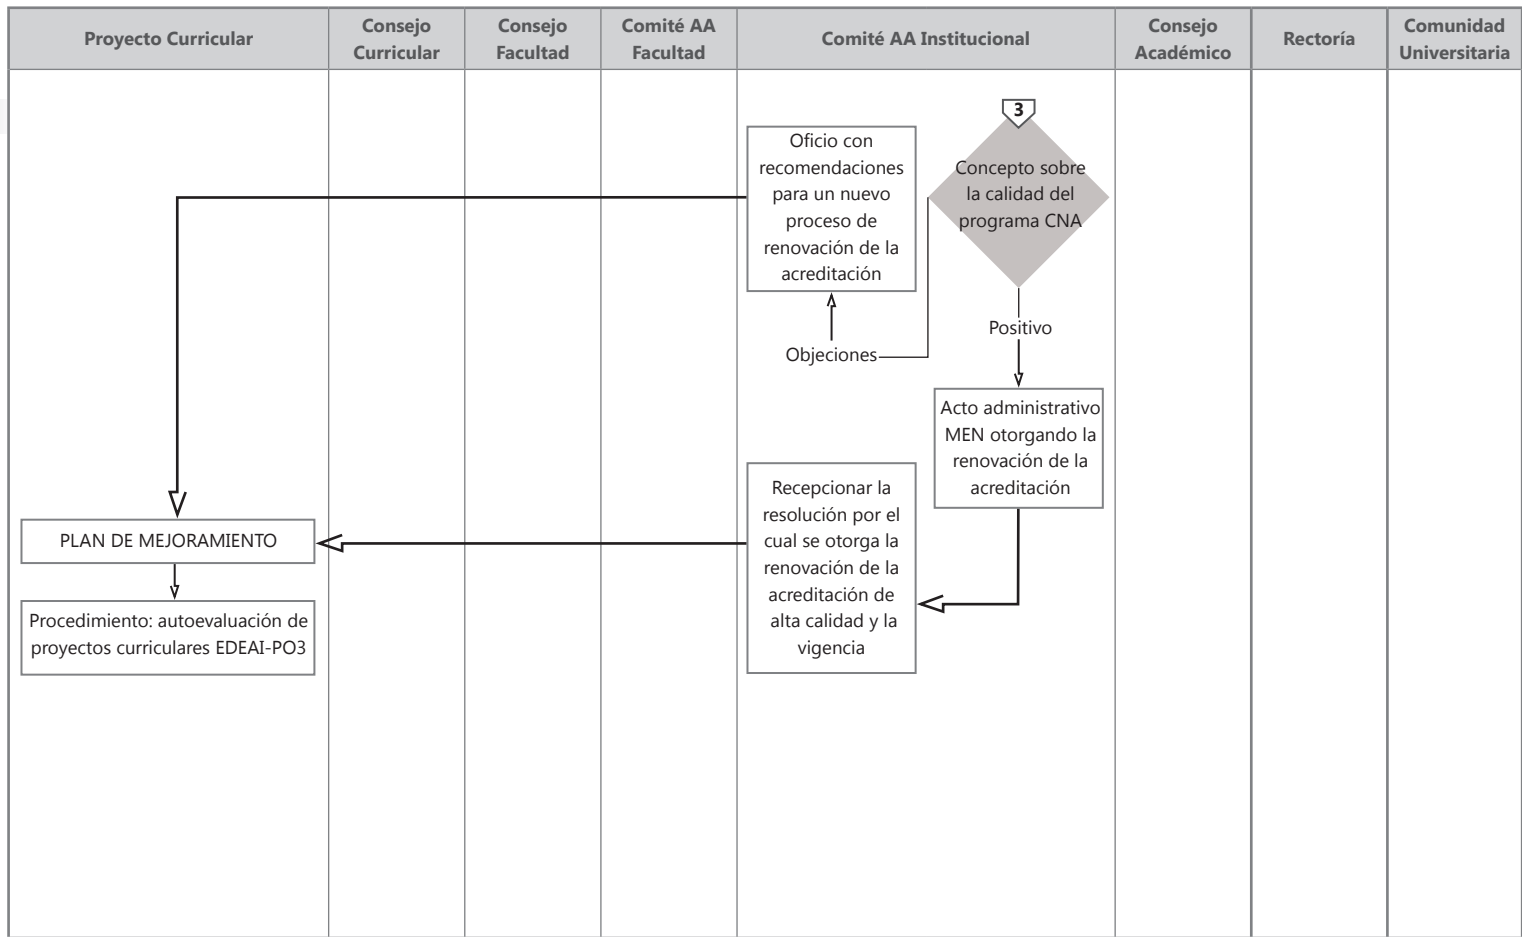 Proyecto Curricular
Consejo
Curricular
Consejo
Facultad
Comité AA
Facultad
Comité AA Institucional
Consejo
Académico
Rectoría
Comunidad
Universitaria
3
Concepto sobre
la calidad del
programa CNA
Oficio con
recomendaciones
para un nuevo
proceso de
renovación de la
acreditación
Objeciones
Positivo
Acto administrativo
MEN otorgando la
renovación de la
acreditación
Recepcionar la
resolución por el
cual se otorga la
renovación de la
acreditación de
alta calidad y la
vigencia
PLAN DE MEJORAMIENTO
Procedimiento: autoevaluación de
proyectos curriculares EDEAI-PO3